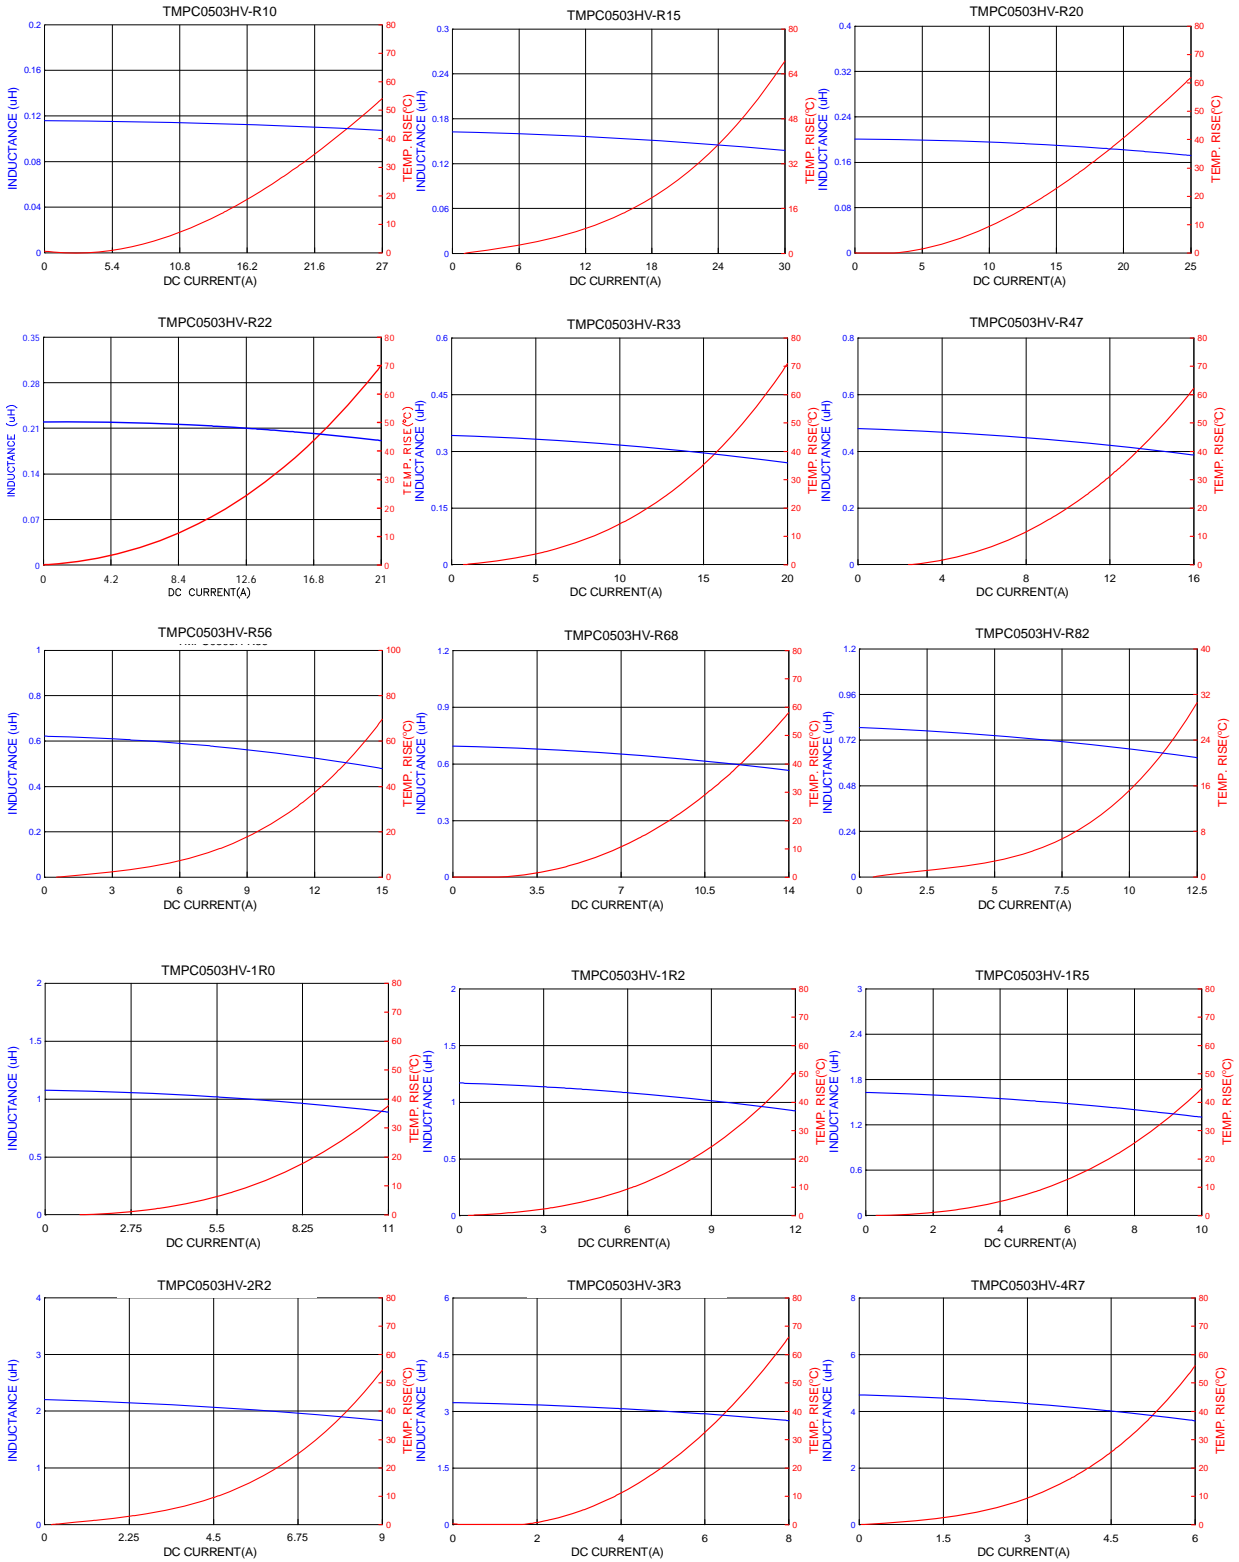 TMPC0503HV-R10
INDUCTANCE (uH)
0.2
0.16
0.12
0.08
0.04
0
80
70
60
50
40
30
20
10
0
TEMP. RISE(°C)
0 5.4 10.8 16.2 21.6 27
DC CURRENT(A)
TMPC0503HV-R15
INDUCTANCE (uH)
0.3
0.24
0.18
0.12
0.06
0
80
64
48
32
16
0
TEMP. RISE(°C)
0 6 12 18 24 30
DC CURRENT(A)
TMPC0503HV-R20
INDUCTANCE (uH)
0.4
0.32
0.24
0.16
0.08
0
80
70
60
50
40
30
20
10
0
TEMP. RISE(°C)
0 5 10 15 20 25
DC CURRENT(A)
TMPC0503HV-R22
INDUCTANCE (uH)
0.35
0.28
0.21
0.14
0.07
0
80
70
60
50
40
30
20
10
0
TEMP. RISE(°C)
0 4.2 8.4 12.6 16.8 21
DC CURRENT(A)
TMPC0503HV-R33
INDUCTANCE (uH)
0.6
0.45
0.3
0.15
0
80
70
60
50
40
30
20
10
0
TEMP. RISE(°C)
0 5 10 15 20
DC CURRENT(A)
TMPC0503HV-R47
INDUCTANCE (uH)
0.8
0.6
0.4
0.2
0
80
70
60
50
40
30
20
10
0
TEMP. RISE(°C)
0 4 8 12 16
DC CURRENT(A)
TMPC0503HV-R56
INDUCTANCE (uH)
1
0.8
0.6
0.4
0.2
0
100
80
60
40
20
0
TEMP. RISE(°C)
0 3 6 9 12 15
DC CURRENT(A)
TMPC0503HV-R68
INDUCTANCE (uH)
1.2
0.9
0.6
0.3
0
80
70
60
50
40
30
20
10
0
TEMP. RISE(°C)
0 3.5 7 10.5 14
DC CURRENT(A)
TMPC0503HV-R82
INDUCTANCE (uH)
1.2
0.96
0.72
0.48
0.24
0
40
32
24
16
8
0
TEMP. RISE(°C)
0 2.5 5 7.5 10 12.5
DC CURRENT(A)
TMPC0503HV-1R0
INDUCTANCE (uH)
2
1.5
1
0.5
0
80
70
60
50
40
30
20
10
0
TEMP. RISE(°C)
0 2.75 5.5 8.25 11
DC CURRENT(A)
TMPC0503HV-1R2
INDUCTANCE (uH)
2
1.5
1
0.5
0
80
70
60
50
40
30
20
10
0
TEMP. RISE(°C)
0 3 6 9 12
DC CURRENT(A)
TMPC0503HV-1R5
INDUCTANCE (uH)
3
2.4
1.8
1.2
0.6
0
80
70
60
50
40
30
20
10
0
TEMP. RISE(°C)
0 2 4 6 8 10
DC CURRENT(A)
TMPC0503HV-2R2
INDUCTANCE (uH)
4
3
2
1
0
80
70
60
50
40
30
20
10
0
TEMP. RISE(°C)
0 2.25 4.5 6.75 9
DC CURRENT(A)
TMPC0503HV-3R3
INDUCTANCE (uH)
6
4.5
3
1.5
0
80
70
60
50
40
30
20
10
0
TEMP. RISE(°C)
0 2 4 6 8
DC CURRENT(A)
TMPC0503HV-4R7
INDUCTANCE (uH)
8
6
4
2
0
80
70
60
50
40
30
20
10
0
TEMP. RISE(°C)
0 1.5 3 4.5 6
DC CURRENT(A)